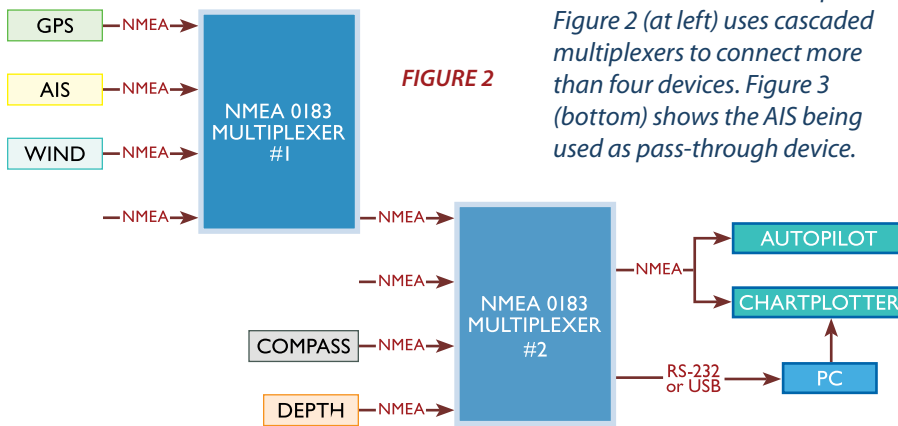 GPS
NMEA
AIS
NMEA
WIND
NMEA
NMEA
NMEA 0183
MULTIPLEXER
#1
FIGURE 2
Figure 2 (at left) uses cascaded
multiplexers to connect more
than four devices. Figure 3
(bottom) shows the AIS being
used as pass-through device.
NMEA
NMEA
COMPASS
NMEA
DEPTH
NMEA
NMEA 0183
MULTIPLEXER
#2
NMEA
AUTOPILOT
CHARTPLOTTER
RS-232
or USB
PC